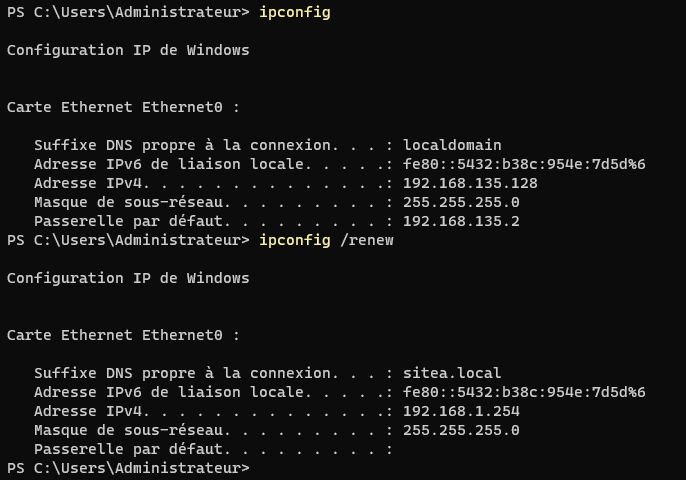 PS C:\Users\Administrateur> ipconfig
Configuration IP de Windows
Carte Ethernet Ethernet0 :
Suffixe DNS propre à la connexion. . . : localdomain
Adresse IPv6 de liaison locale. . . . .: fe80::5432:b38c:954e:7d5d%6
Adresse IPv4. . . . . . . . . . . . . .: 192.168.135.128
Masque de sous-réseau. . . . . . . . . : 255.255.255.0
Passerelle par défaut. . . . . . . . . : 192.168.135.2
PS C:\Users\Administrateur> ipconfig /renew
Configuration IP de Windows
Carte Ethernet Ethernet0 :
Suffixe DNS propre à la connexion. . . : sitea.local
Adresse IPv6 de liaison locale. . . . .: fe80::5432:b38c:954e:7d5d%6
Adresse IPv4. . . . . . . . . . . . . .: 192.168.1.254
Masque de sous-réseau. . . . . . . . . : 255.255.255.0
Passerelle par défaut. . . . . . . . . :
PS C:\Users\Administrateur>